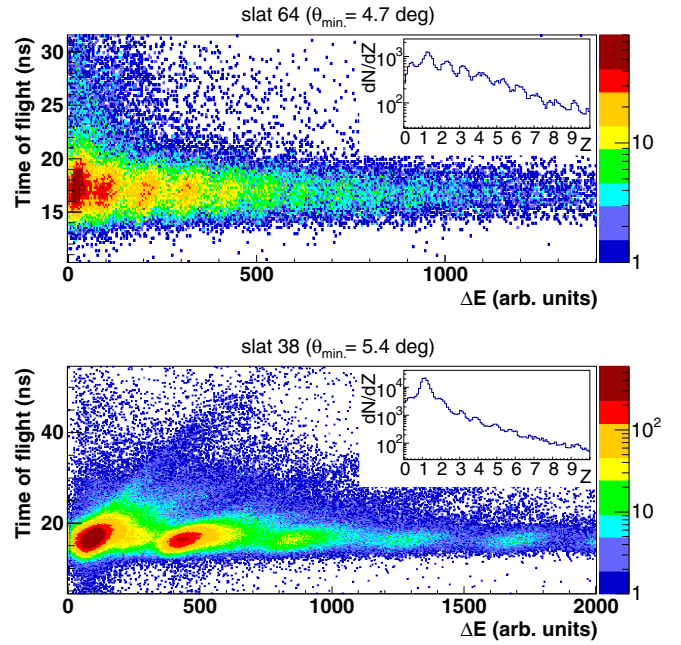 slat 64 (θmin.= 4.7 deg)
Time of flight (ns)
30
25
20
15
0
500
1000
ΔE (arb. units)
dN/dZ
10³
10²
0 1 2 3 4 5 6 7 8 9
Z
10
1
slat 38 (θmin.= 5.4 deg)
Time of flight (ns)
40
20
0
500
1000
1500
2000
ΔE (arb. units)
dN/dZ
10⁴
10³
10²
0 1 2 3 4 5 6 7 8 9
Z
10²
10
1